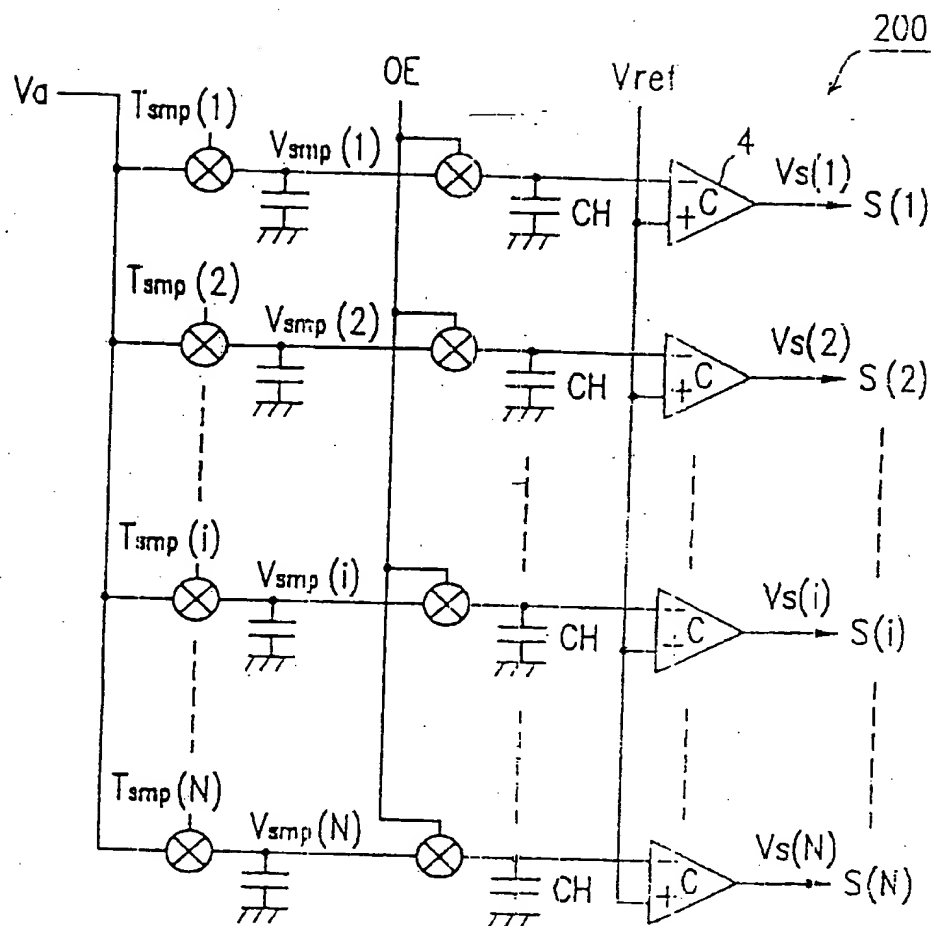 200
Va
OE
Vref
Tsmp(1)
Vsmp(1)
4
CH
-
+
C
Vs(1)
S(1)
Tsmp(2)
Vsmp(2)
CH
-
+
C
Vs(2)
S(2)
Tsmp(i)
Vsmp(i)
CH
-
+
C
Vs(i)
S(i)
Tsmp(N)
Vsmp(N)
CH
-
+
C
Vs(N)
S(N)